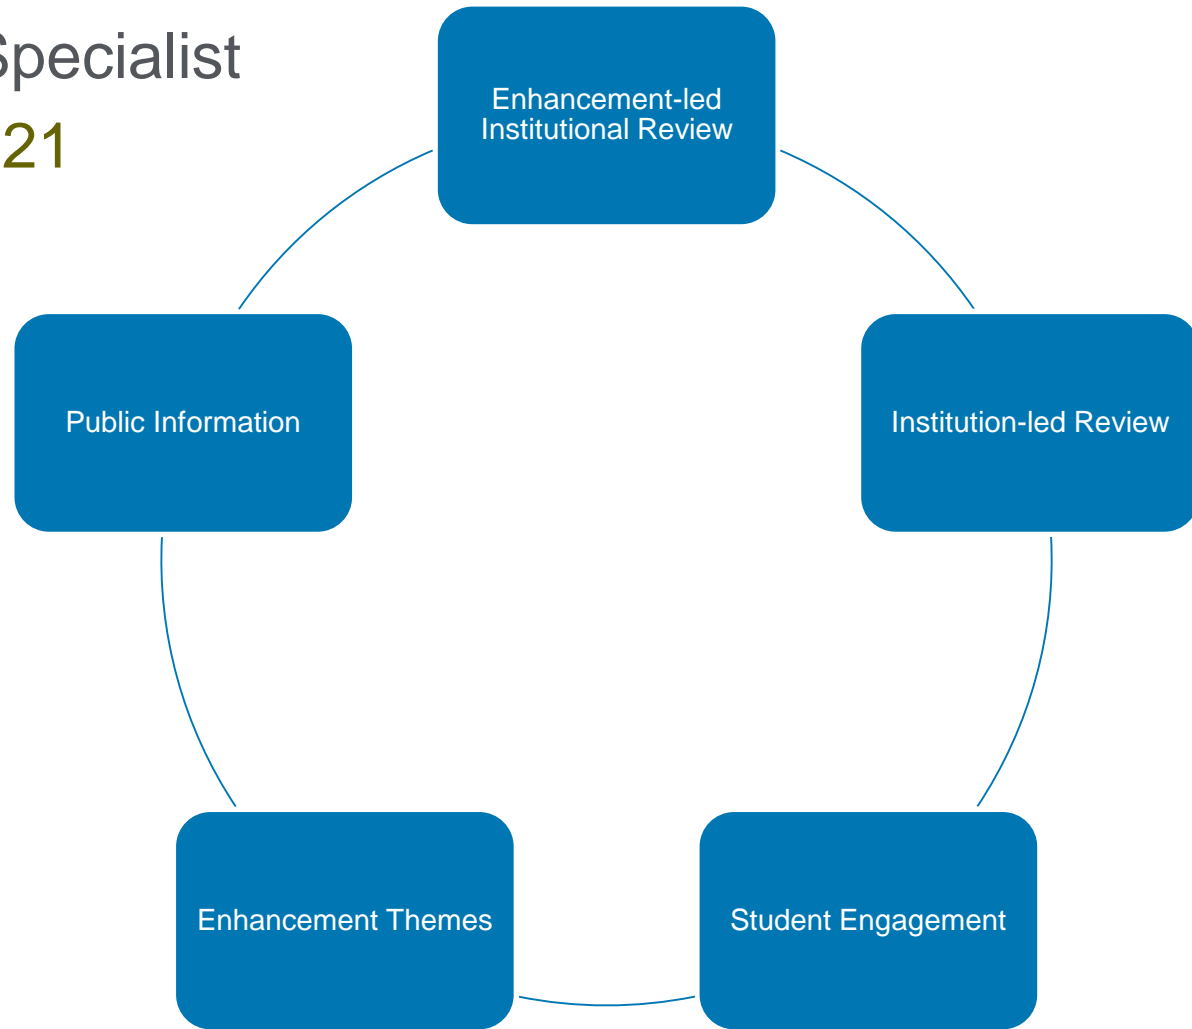 Specialist
21
Enhancement-led
Institutional Review
Public Information
Institution-led Review
Enhancement Themes
Student Engagement